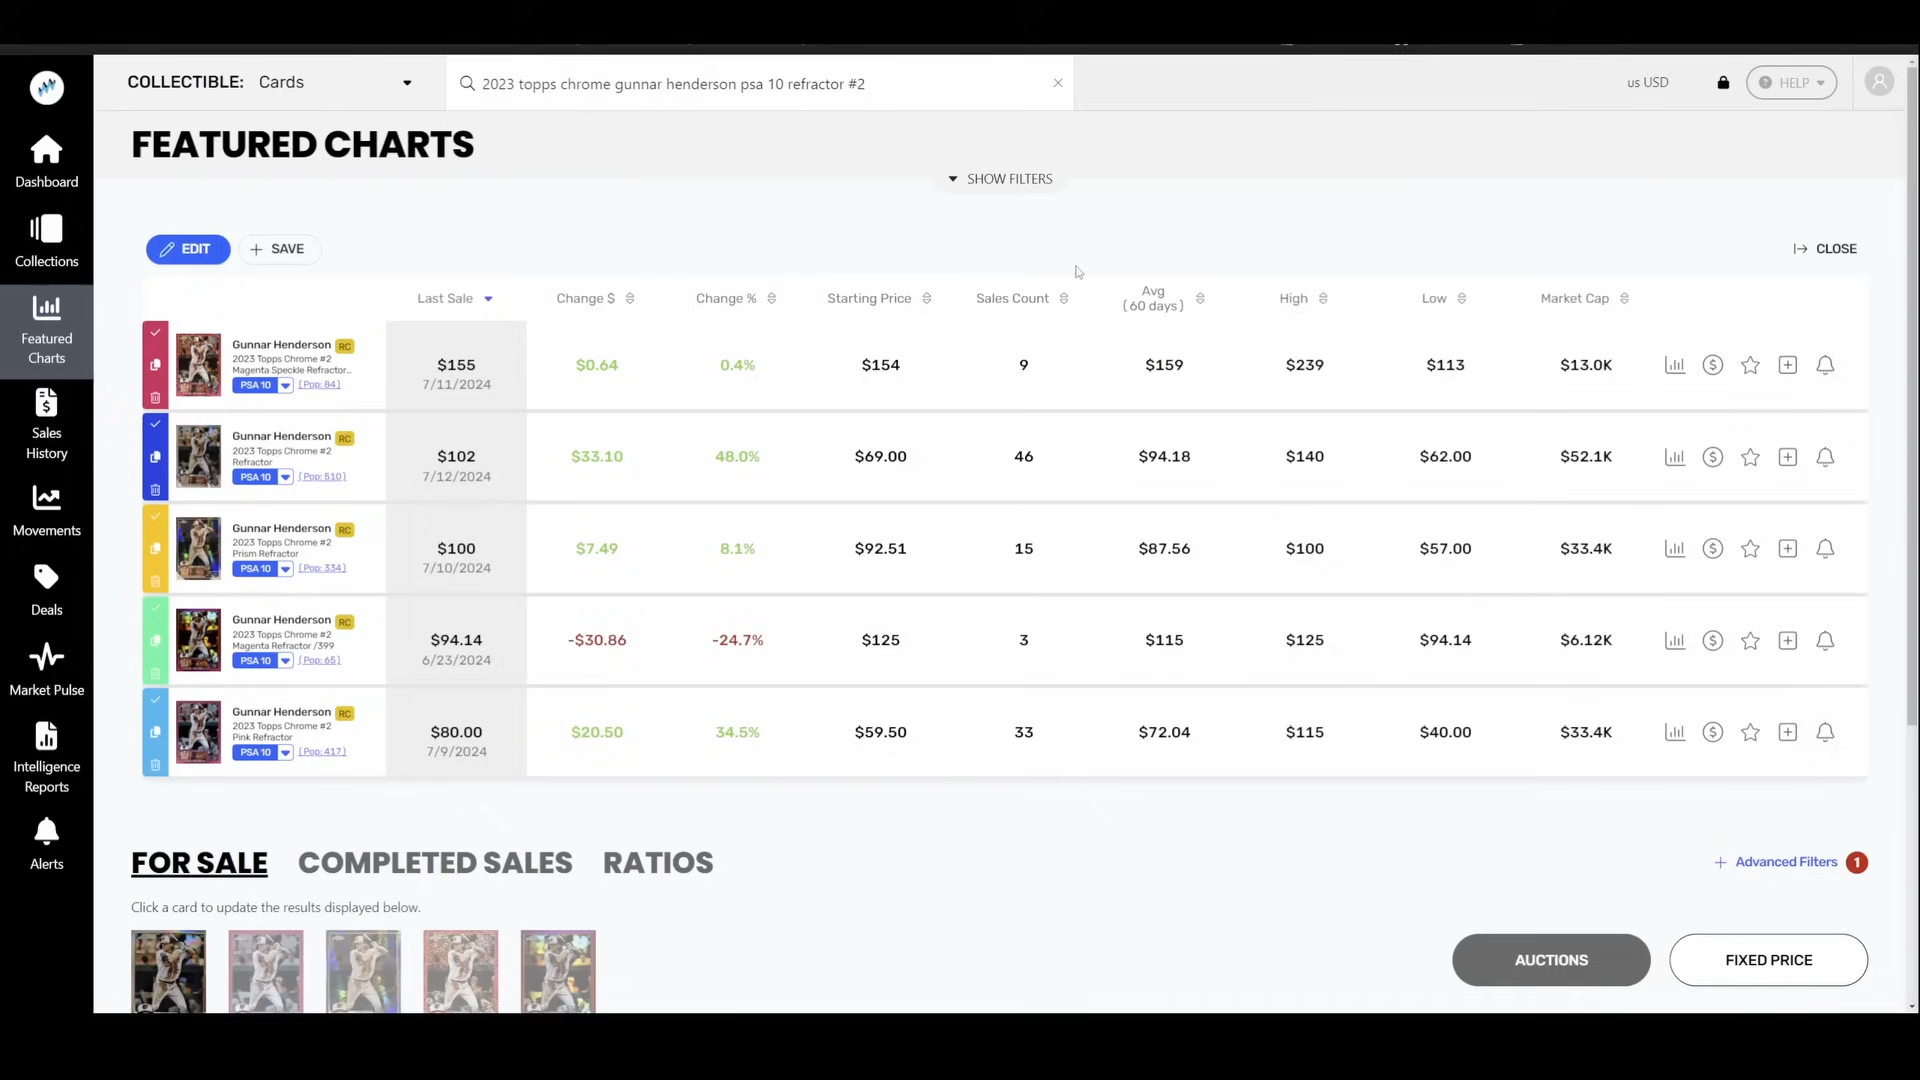 COLLECTIBLE: Cards
2023 topps chrome gunnar henderson psa 10 refractor #2
us USD
HELP
FEATURED CHARTS
SHOW FILTERS
Dashboard
Collections
Featured
Charts
Sales
History
Movements
Deals
Market Pulse
Intelligence
Reports
Alerts
EDIT
SAVE
CLOSE
Last Sale Change $ Change % Starting Price Sales Count Avg (60 days) High Low Market Cap
Gunnar Henderson RC
2023 Topps Chrome #2
Magenta Speckle Refractor...
PSA 10 (Pop: 84)
$155 $0.64 0.4% $154 9 $159 $239 $113 $13.0K
7/11/2024
Gunnar Henderson RC
2023 Topps Chrome #2
Refractor
PSA 10 (Pop: 510)
$102 $33.10 48.0% $69.00 46 $94.18 $140 $62.00 $52.1K
7/12/2024
Gunnar Henderson RC
2023 Topps Chrome #2
Prism Refractor
PSA 10 (Pop: 334)
$100 $7.49 8.1% $92.51 15 $87.56 $100 $57.00 $33.4K
7/10/2024
Gunnar Henderson RC
2023 Topps Chrome #2
Magenta Refractor /399
PSA 10 (Pop: 65)
$94.14 -$30.86 -24.7% $125 3 $115 $125 $94.14 $6.12K
6/23/2024
Gunnar Henderson RC
2023 Topps Chrome #2
Pink Refractor
PSA 10 (Pop: 417)
$80.00 $20.50 34.5% $59.50 33 $72.04 $115 $40.00 $33.4K
7/9/2024
FOR SALE COMPLETED SALES RATIOS
Advanced Filters 1
Click a card to update the results displayed below.
AUCTIONS
FIXED PRICE